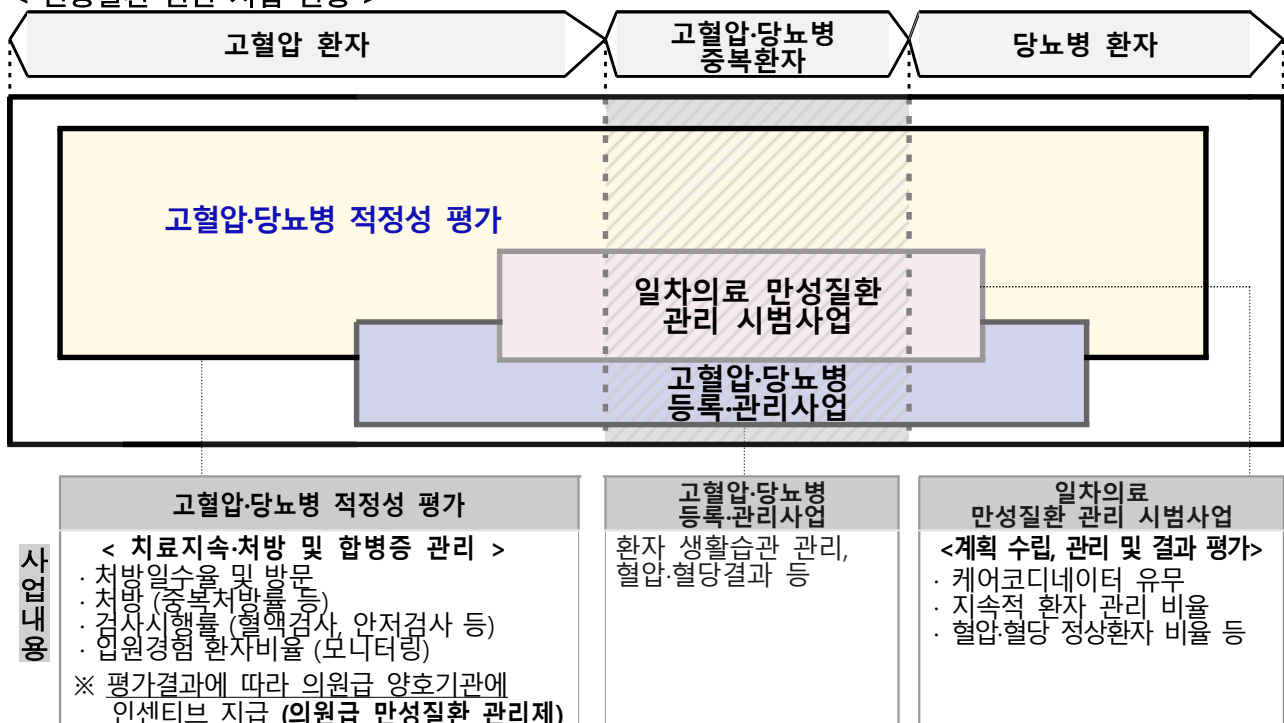 < 만성질환 관련 사업 현황 >
고혈압 환자
고혈압·당뇨병
중복환자
당뇨병 환자
고혈압·당뇨병 적정성 평가
일차의료 만성질환
관리 시범사업
고혈압·당뇨병
등록·관리사업
사업내용
고혈압·당뇨병 적정성 평가
< 치료지속·처방 및 합병증 관리 >
· 처방일수율 및 방문
· 처방 (중복처방률 등)
· 검사시행률 (혈액검사, 안저검사 등)
· 입원경험 환자비율 (모니터링)
※ 평가결과에 따라 의원급 양호기관에
인센티브 지급 (의원급 만성질환 관리제)
고혈압·당뇨병
등록·관리사업
환자 생활습관 관리,
혈압·혈당결과 등
일차의료
만성질환 관리 시범사업
<계획 수립, 관리 및 결과 평가>
· 케어코디네이터 유무
· 지속적 환자 관리 비율
· 혈압·혈당 정상환자 비율 등